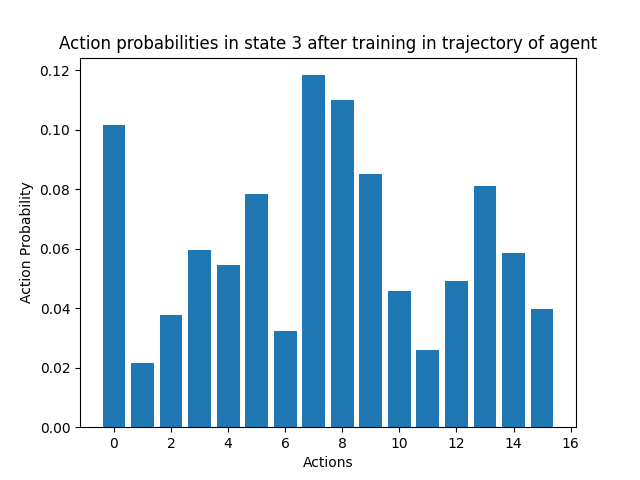 Action probabilities in state 3 after training in trajectory of agent
0.12
0.10
0.08
0.06
0.04
0.02
0.00
Action Probability
0 2 4 6 8 10 12 14 16
Actions